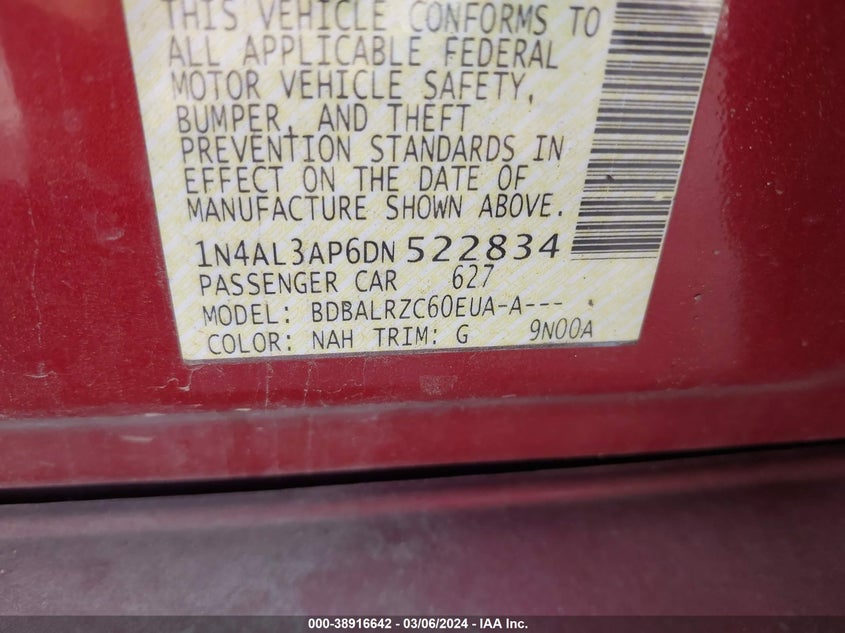 THIS VEHICLE CONFORMS TO
ALL APPLICABLE FEDERAL
MOTOR VEHICLE SAFETY,
BUMPER, AND THEFT
PREVENTION STANDARDS IN
EFFECT ON THE DATE OF
MANUFACTURE SHOWN ABOVE.
1N4AL3AP6DN522834
PASSENGER CAR 627
MODEL: BDBALRZC60EUA-A---
COLOR: NAH TRIM: G 9N00A
000-38916642 / 03/06/2024 - IAA Inc.